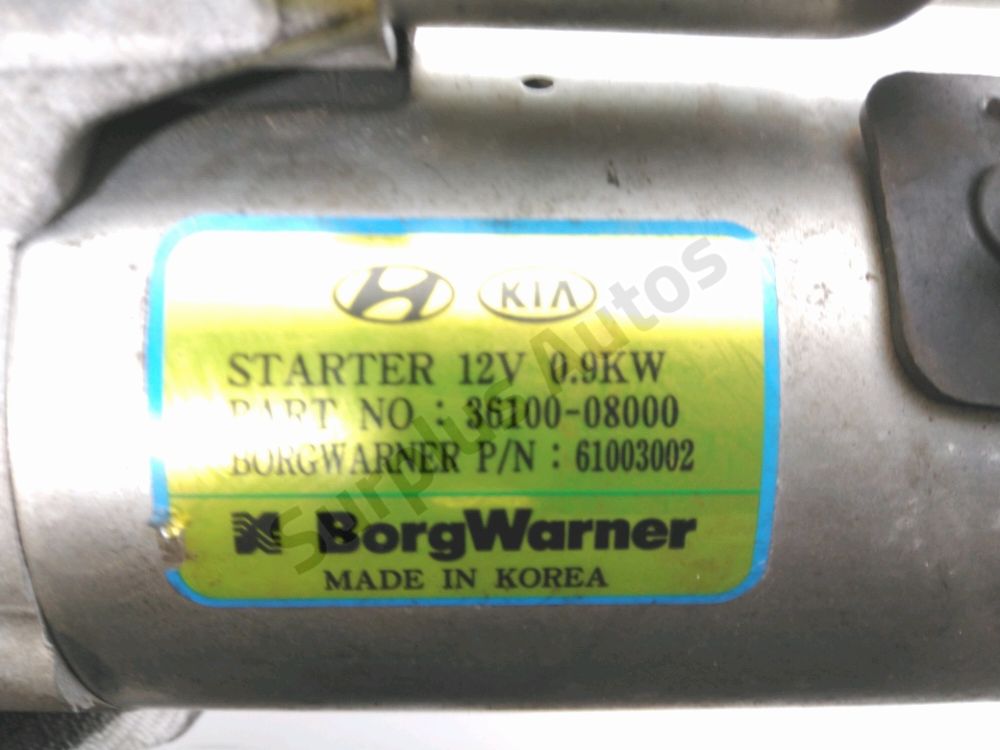 KIA
STARTER 12V 0.9KW
PART NO : 36100-08000
BORGWARNER P/N : 61003002
BorgWarner
MADE IN KOREA
Surplus Autos